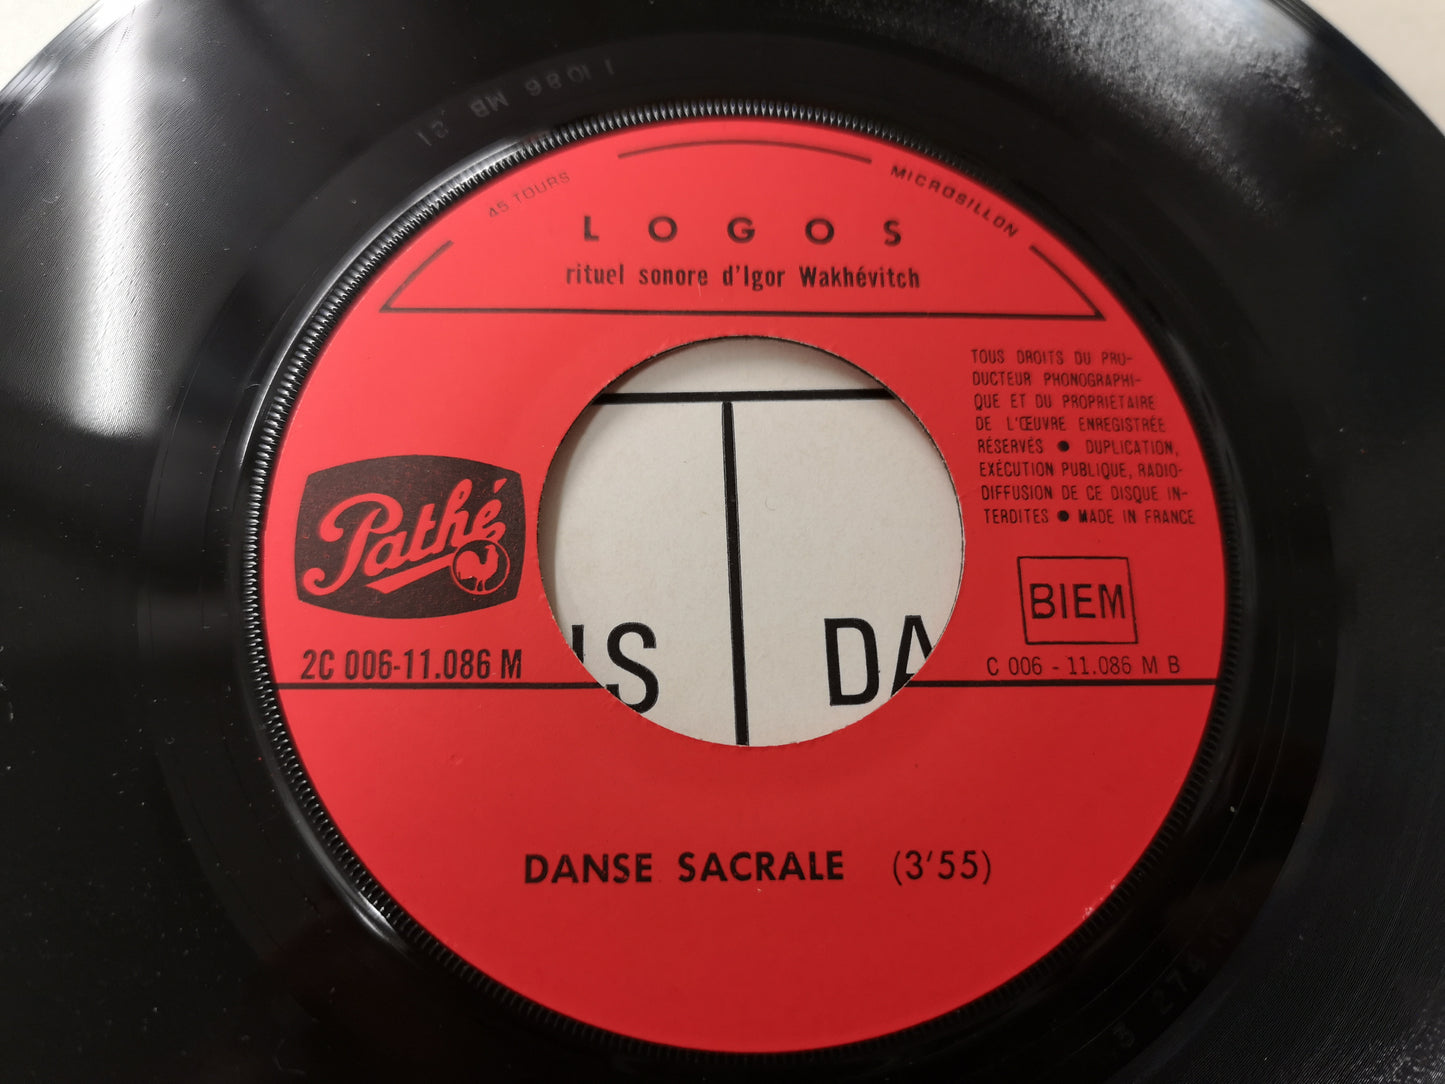 11086 MB 21
45 TOURS
MICROSILLON
LOGOS
rituel sonore d'Igor Wakhévitch
TOUS DROITS DU PRO-
DUCTEUR PHONOGRAPHI-
QUE ET DU PROPRIÉTAIRE
DE L'ŒUVRE ENREGISTRÉE
RÉSERVÉS ● DUPLICATION,
EXÉCUTION PUBLIQUE, RADIO-
DIFFUSION DE CE DISQUE IN-
TERDITES ● MADE IN FRANCE
Pathé
BIEM
2C 006-11.086 M
C 006 - 11.086 M B
NS
DA
DANSE SACRALE (3'55)